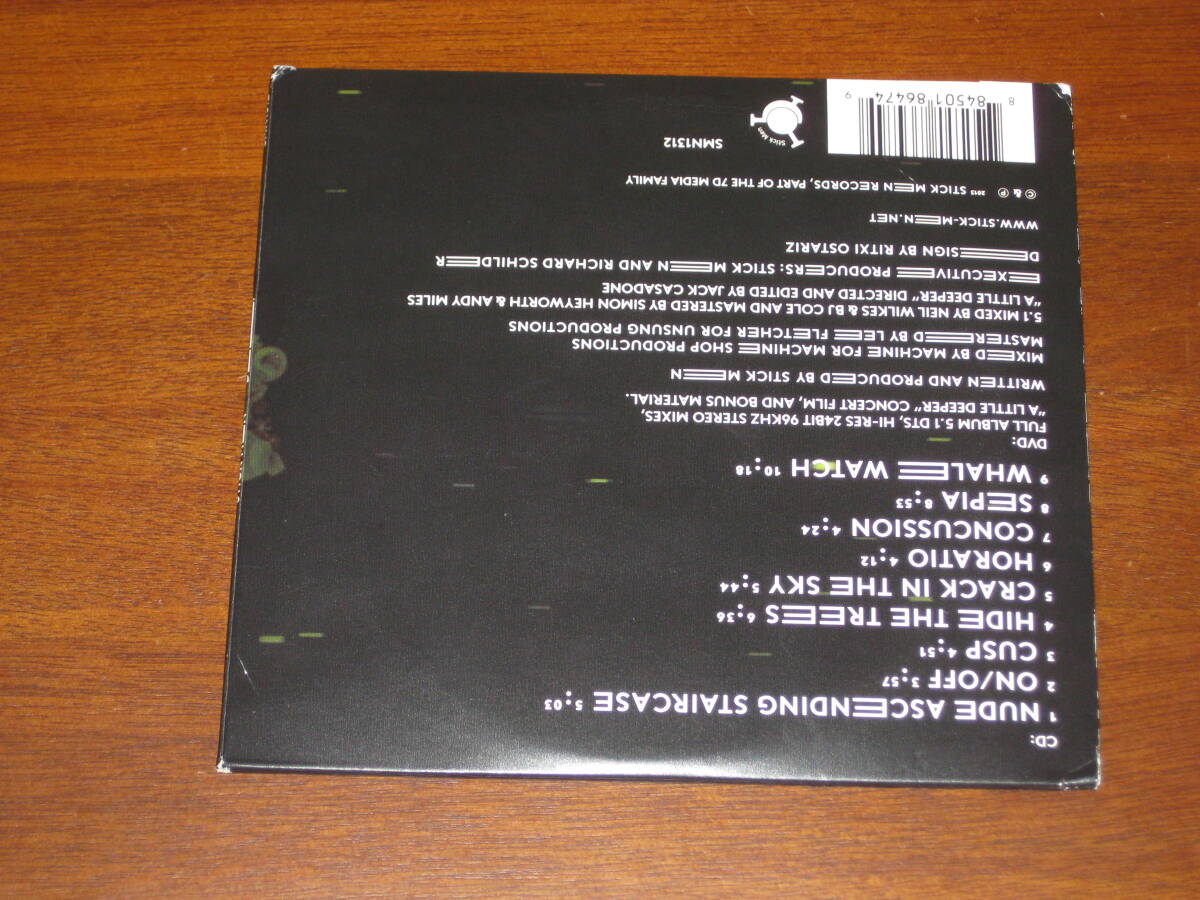 CD:
1 NUDE ASCENDING STAIRCASE 5:03
2 ON/OFF 3:57
3 CUSP 4:51
4 HIDE THE TREES 6:36
5 CRACK IN THE SKY 5:44
6 HORATIO 4:12
7 CONCUSSION 4:24
8 SEPIA 8:53
9 WHALE WATCH 10:18
DVD:
FULL ALBUM 5.1 DTS, HI-RES 24BIT 96KHZ STEREO MIXES,
"A LITTLE DEEPER" CONCERT FILM, AND BONUS MATERIAL.
WRITTEN AND PRODUCED BY STICK MEN
MIXED BY MACHINE FOR MACHINE SHOP PRODUCTIONS
MASTERED BY LEE FLETCHER FOR UNSUNG PRODUCTIONS
5.1 MIXED BY NEIL WILKES & BJ COLE AND MASTERED BY SIMON HEYWORTH & ANDY MILES
"A LITTLE DEEPER" DIRECTED AND EDITED BY JACK CASADONE
EXECUTIVE PRODUCERS: STICK MEN AND RICHARD SCHILDER
DESIGN BY RITXI OSTARIZ
WWW.STICK-MEN.NET
© & ℗ 2013 STICK MEN RECORDS, PART OF THE 7D MEDIA FAMILY
SMN1312
Stick Men
8 84501 86474 9